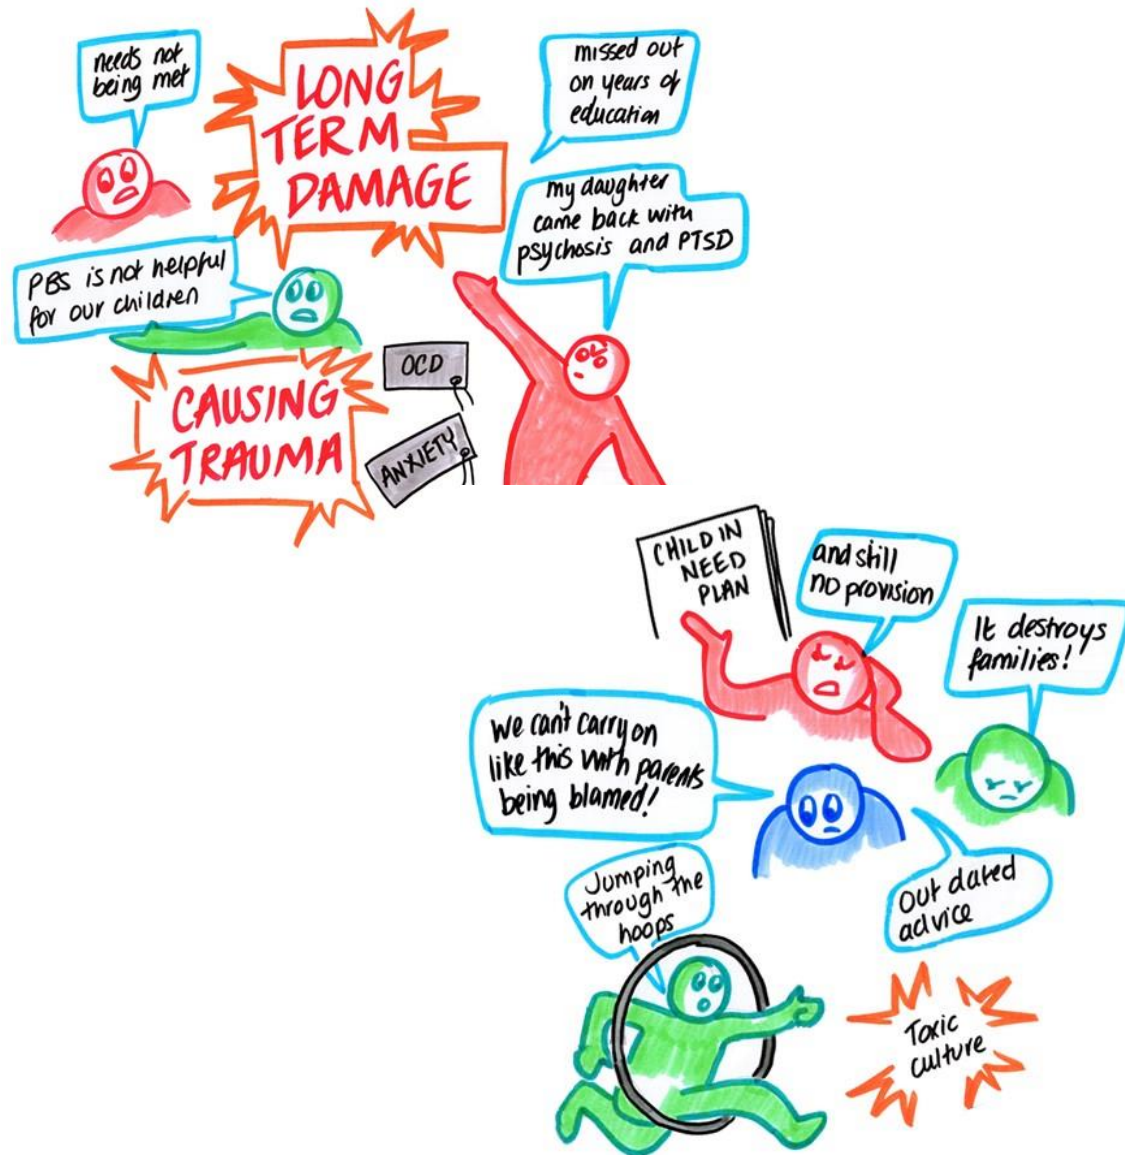 needs not
being met
LONG
TERM
DAMAGE
missed out
on years of
education
my daughter
came back with
psychosis and PTSD
PBS is not helpful
for our children
CAUSING
TRAUMA
OCD
ANXIETY
CHILD IN
NEED
PLAN
and still
no provision
It destroys
families!
We can't carry on
like this with parents
being blamed!
Out dated
advice
Jumping
through the
hoops
Toxic
culture